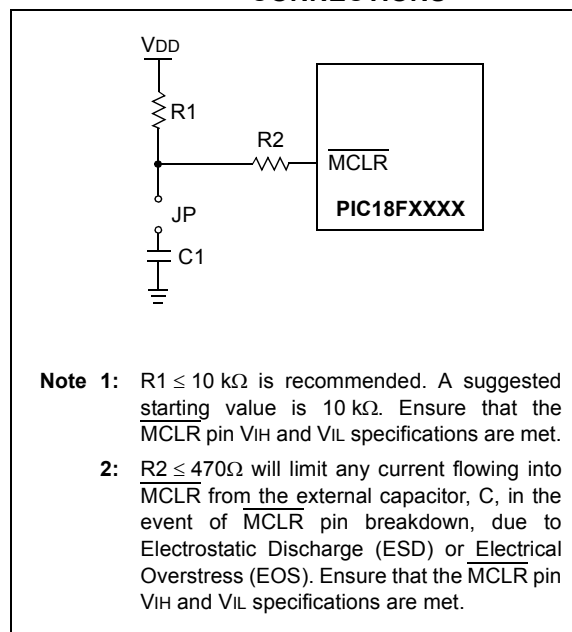 VDD
R1
R2
MCLR
PIC18FXXXX
JP
C1
Note 1: R1 ≤ 10 kΩ is recommended. A suggested
starting value is 10 kΩ. Ensure that the
MCLR pin VIH and VIL specifications are met.
2: R2 ≤ 470Ω will limit any current flowing into
MCLR from the external capacitor, C, in the
event of MCLR pin breakdown, due to
Electrostatic Discharge (ESD) or Electrical
Overstress (EOS). Ensure that the MCLR pin
VIH and VIL specifications are met.